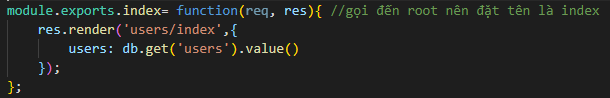 module.exports.index= function(req, res){ //gọi đến root nên đặt tên là index
    res.render('users/index',{
        users: db.get('users').value()
    });
};